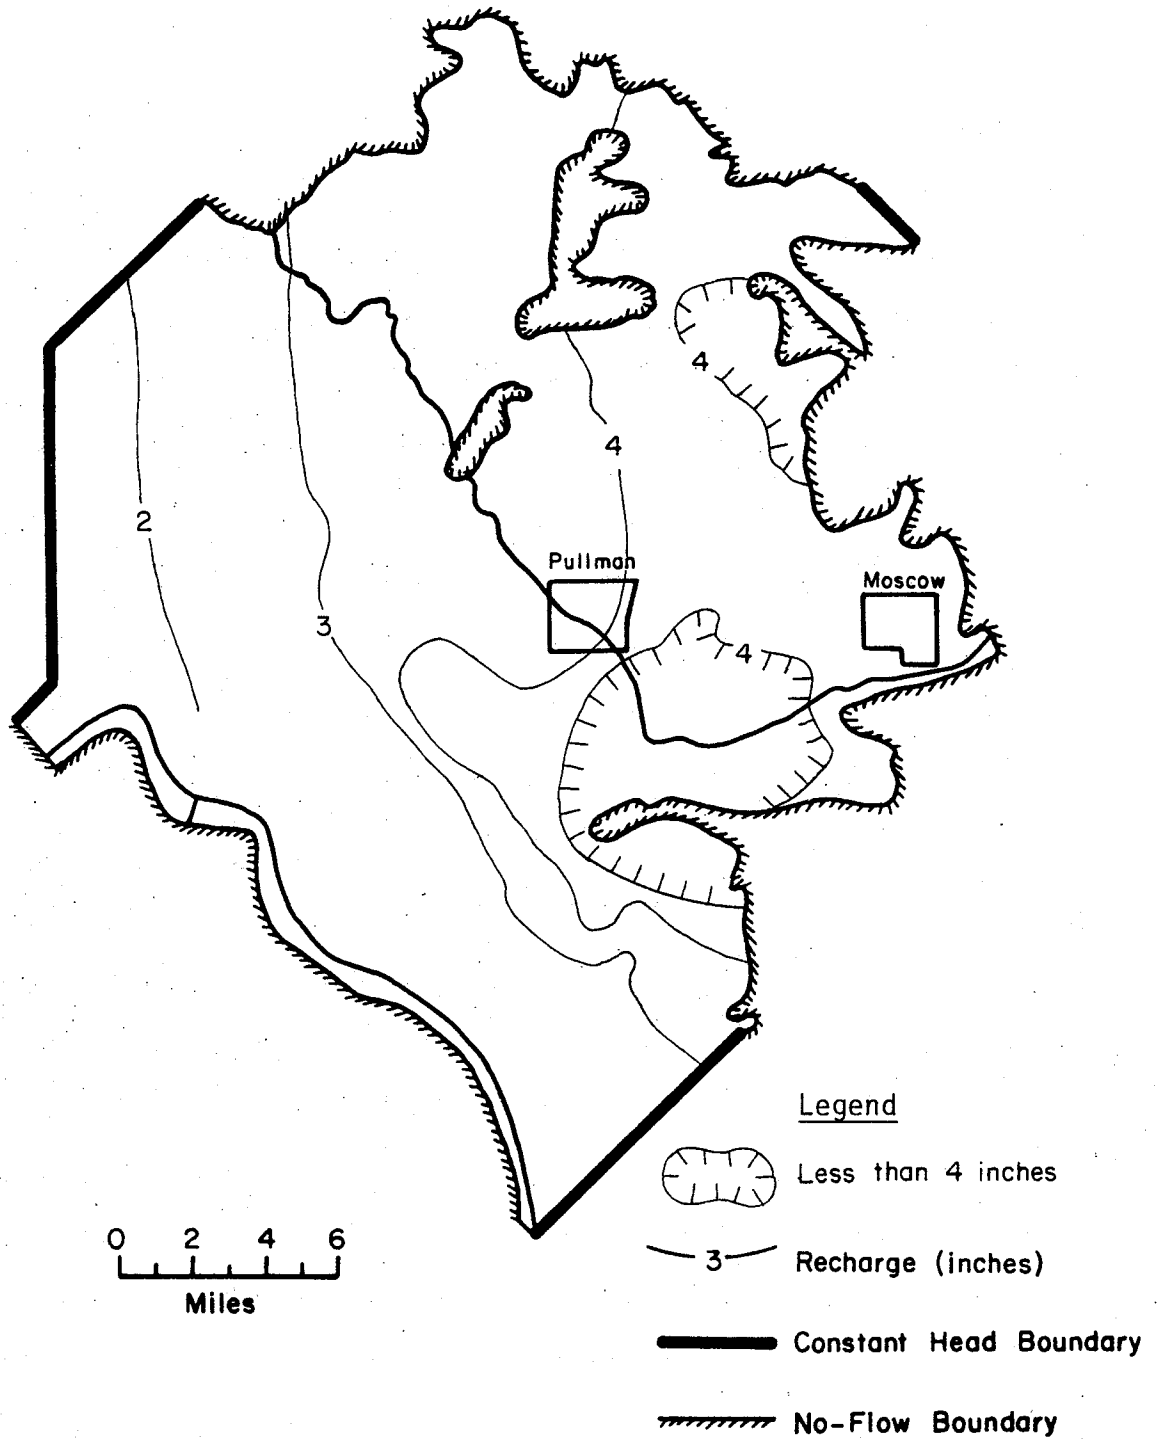 4
4
2
Pullman
Moscow
3
4
Legend
Less than 4 inches
0 2 4 6
Miles
3 Recharge (inches)
Constant Head Boundary
No-Flow Boundary